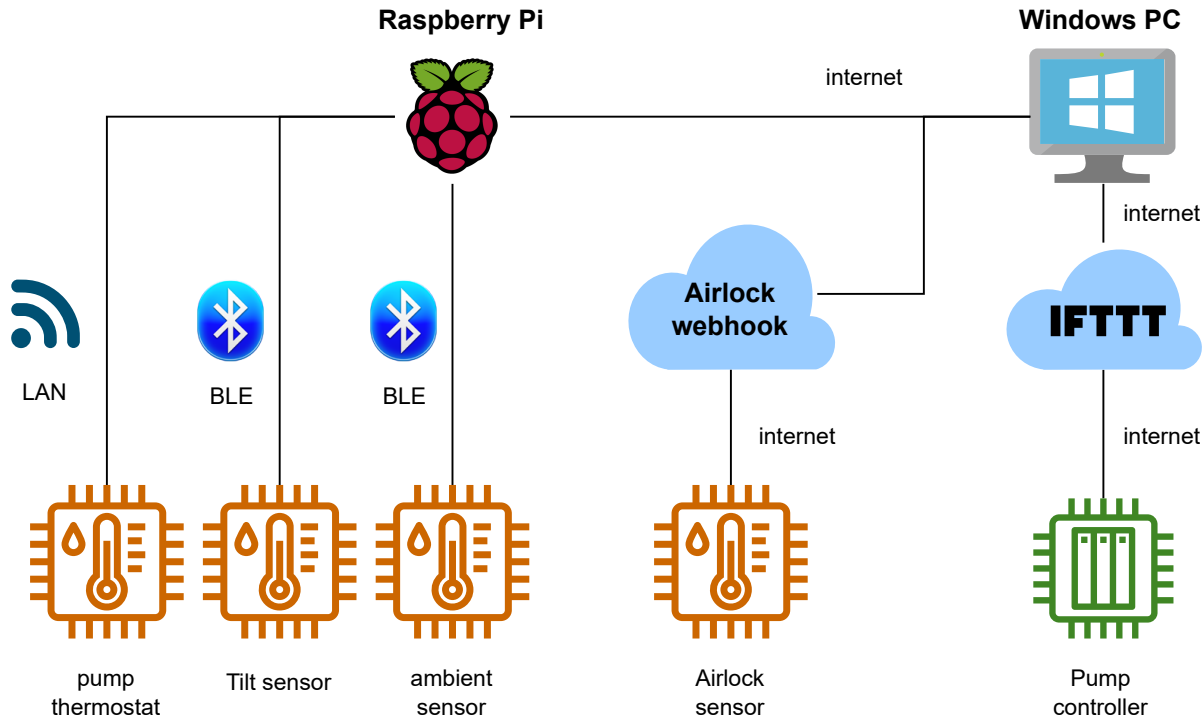 Raspberry Pi
Windows PC
internet
internet
Airlock
webhook
IFTTT
LAN
BLE
BLE
internet
internet
pump
thermostat
Tilt sensor
ambient
sensor
Airlock
sensor
Pump
controller